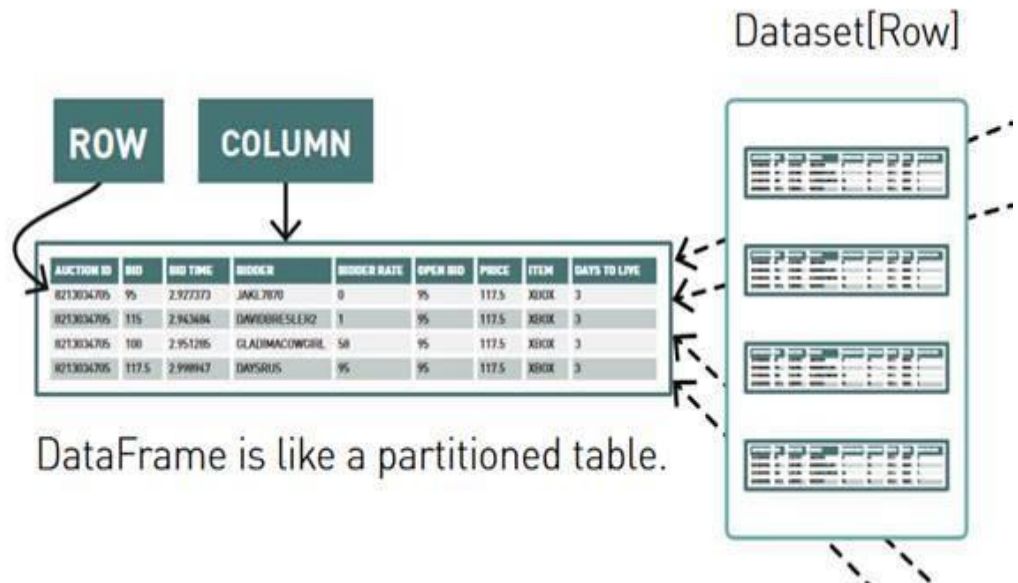 Dataset[Row]
ROW
COLUMN
AUCTION ID BID BID TIME BIDDER BIDDER RATE OPEN BID PRICE ITEM DAYS TO LIVE
8213034705 95 2.927373 JAKE7870 0 95 117.5 XBOX 3
8213034705 115 2.943484 DAVIDBRESLER2 1 95 117.5 XBOX 3
8213034705 100 2.951285 GLADIMACOWGIRL 58 95 117.5 XBOX 3
8213034705 117.5 2.998947 DAYSRUS 95 95 117.5 XBOX 3
DataFrame is like a partitioned table.